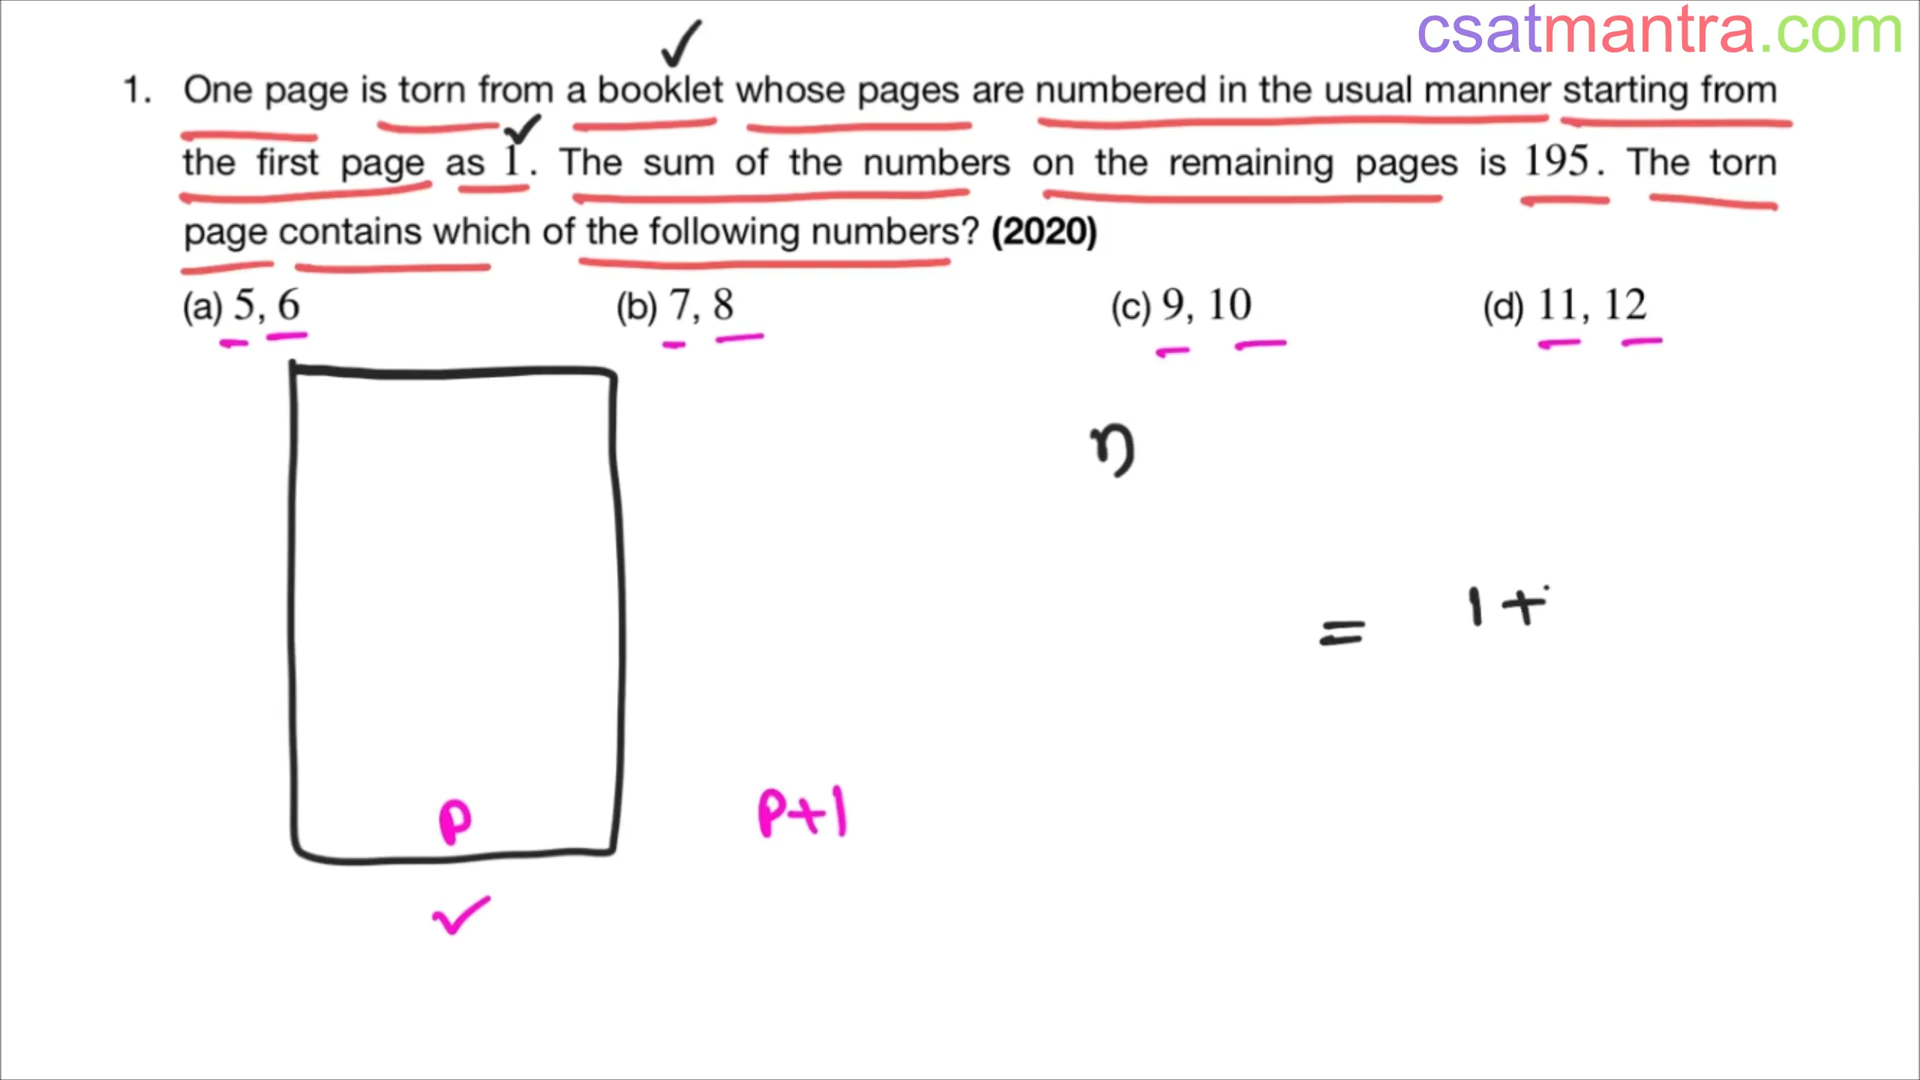 csatmantra.com
1. One page is torn from a booklet whose pages are numbered in the usual manner starting from
the first page as 1. The sum of the numbers on the remaining pages is 195. The torn
page contains which of the following numbers? (2020)
(a) 5, 6 (b) 7, 8 (c) 9, 10 (d) 11, 12
n
= 1+
P P+1